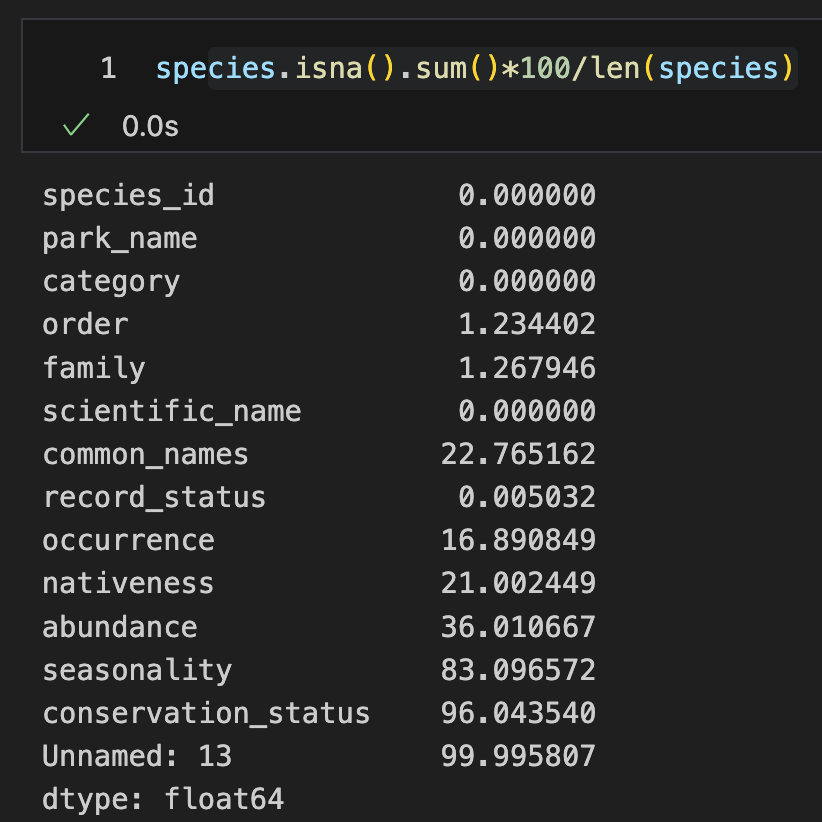 1 species.isna().sum()*100/len(species)
0.0s
species_id 0.000000
park_name 0.000000
category 0.000000
order 1.234402
family 1.267946
scientific_name 0.000000
common_names 22.765162
record_status 0.005032
occurrence 16.890849
nativeness 21.002449
abundance 36.010667
seasonality 83.096572
conservation_status 96.043540
Unnamed: 13 99.995807
dtype: float64